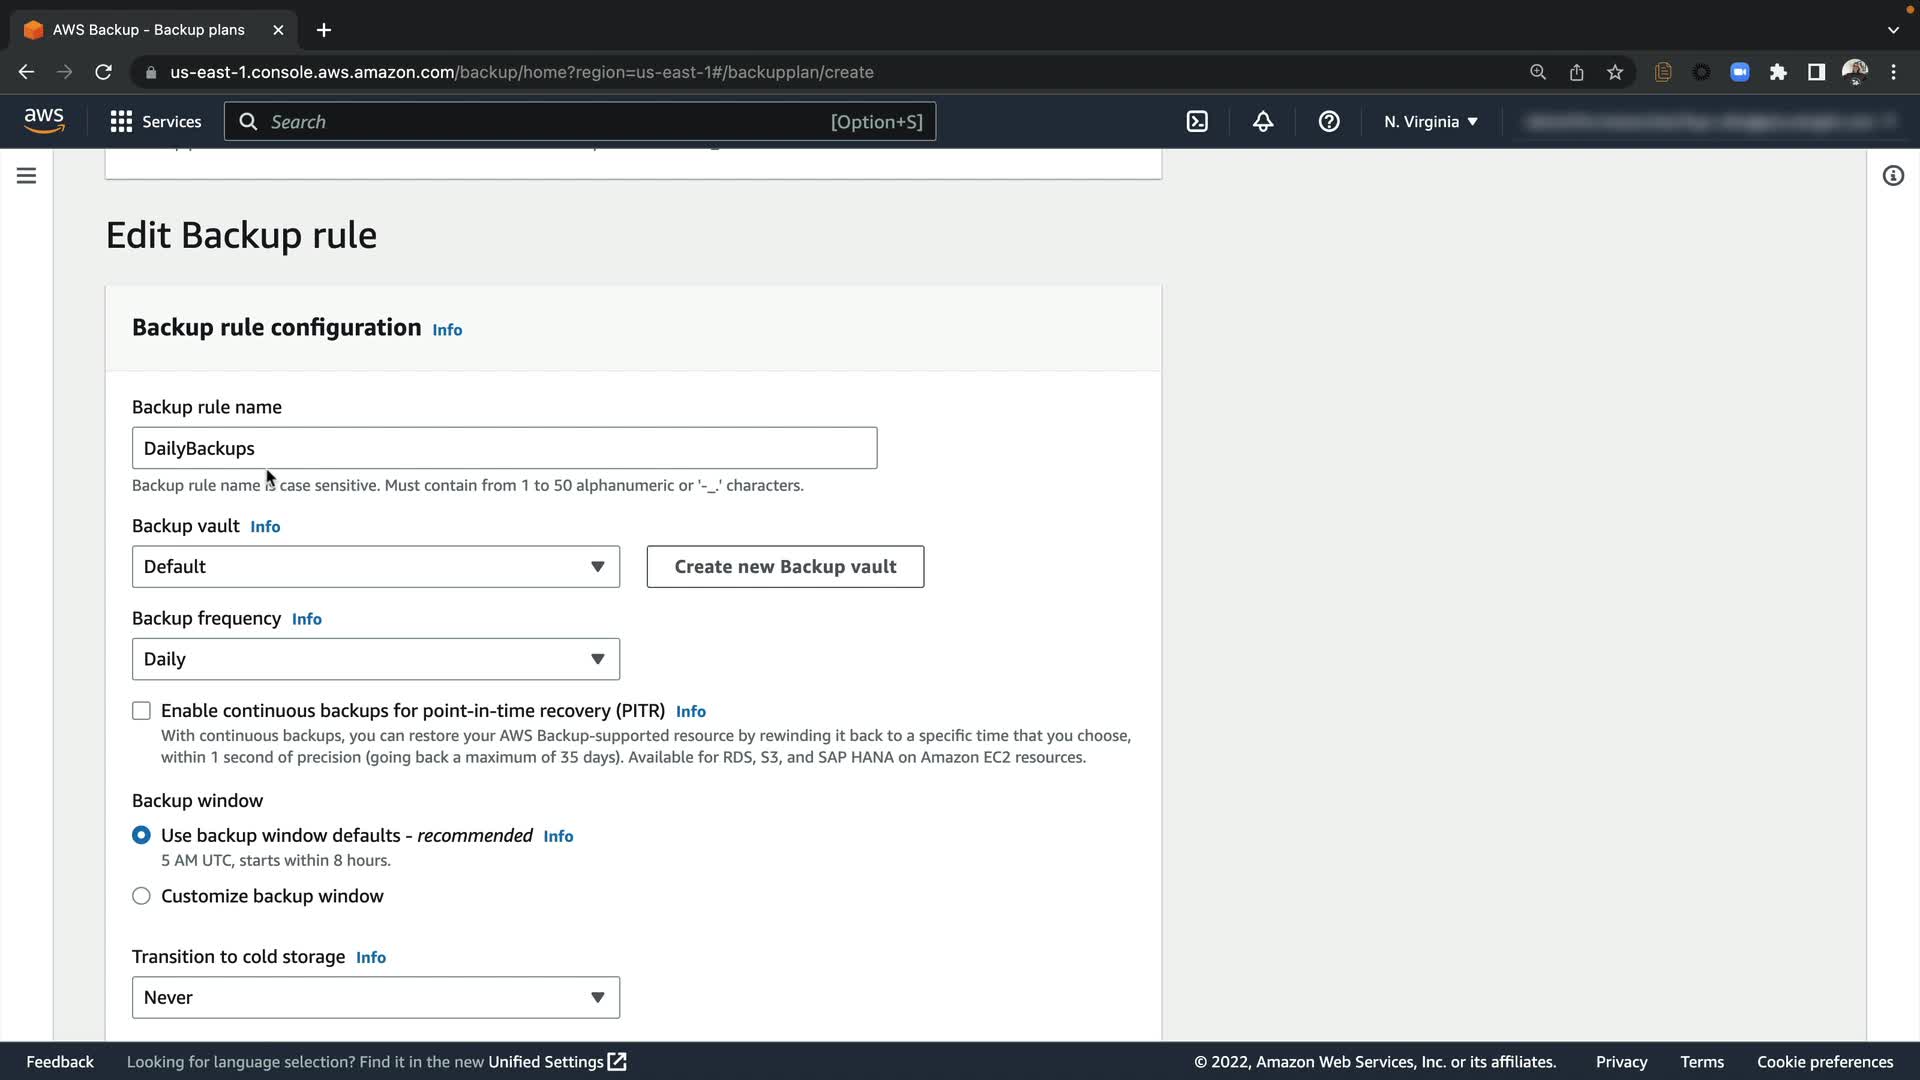 AWS Backup - Backup plans
us-east-1.console.aws.amazon.com/backup/home?region=us-east-1#/backupplan/create
aws
Services
Search
[Option+S]
N. Virginia
Edit Backup rule
Backup rule configuration Info
Backup rule name
DailyBackups
Backup rule name is case sensitive. Must contain from 1 to 50 alphanumeric or '-_.' characters.
Backup vault Info
Default
Create new Backup vault
Backup frequency Info
Daily
Enable continuous backups for point-in-time recovery (PITR) Info
With continuous backups, you can restore your AWS Backup-supported resource by rewinding it back to a specific time that you choose,
within 1 second of precision (going back a maximum of 35 days). Available for RDS, S3, and SAP HANA on Amazon EC2 resources.
Backup window
Use backup window defaults - recommended Info
5 AM UTC, starts within 8 hours.
Customize backup window
Transition to cold storage Info
Never
Feedback
Looking for language selection? Find it in the new Unified Settings
© 2022, Amazon Web Services, Inc. or its affiliates.
Privacy
Terms
Cookie preferences